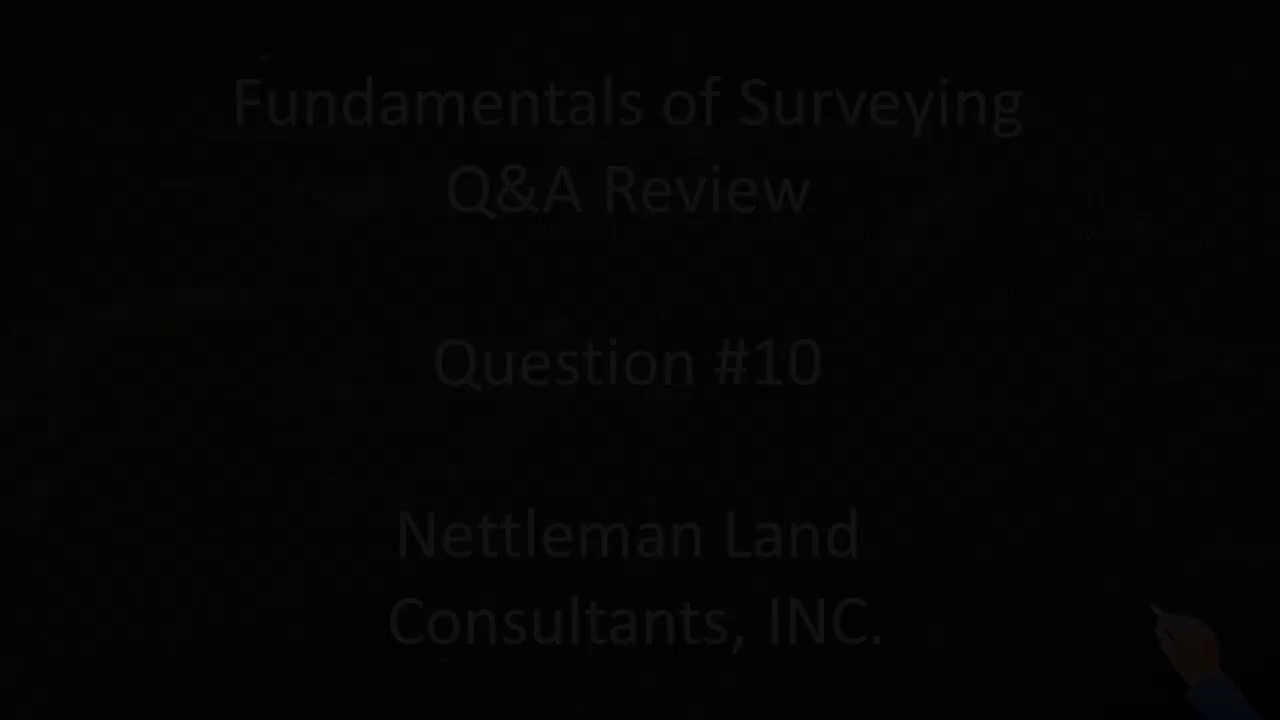 Fundamentals of Surveying
Q&A Review
Question #10
Nettleman Land
Consultants, INC.